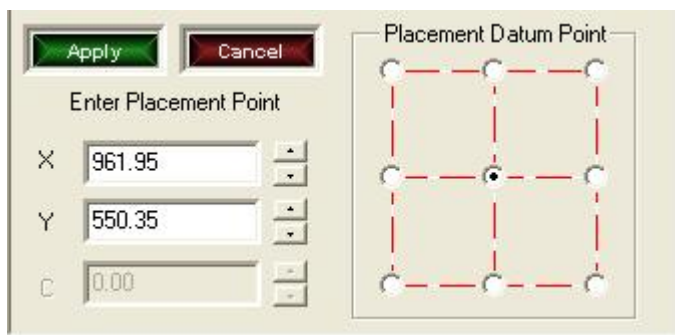 Apply
Cancel
Placement Datum Point
Enter Placement Point
X 961.95
Y 550.35
C 0.00